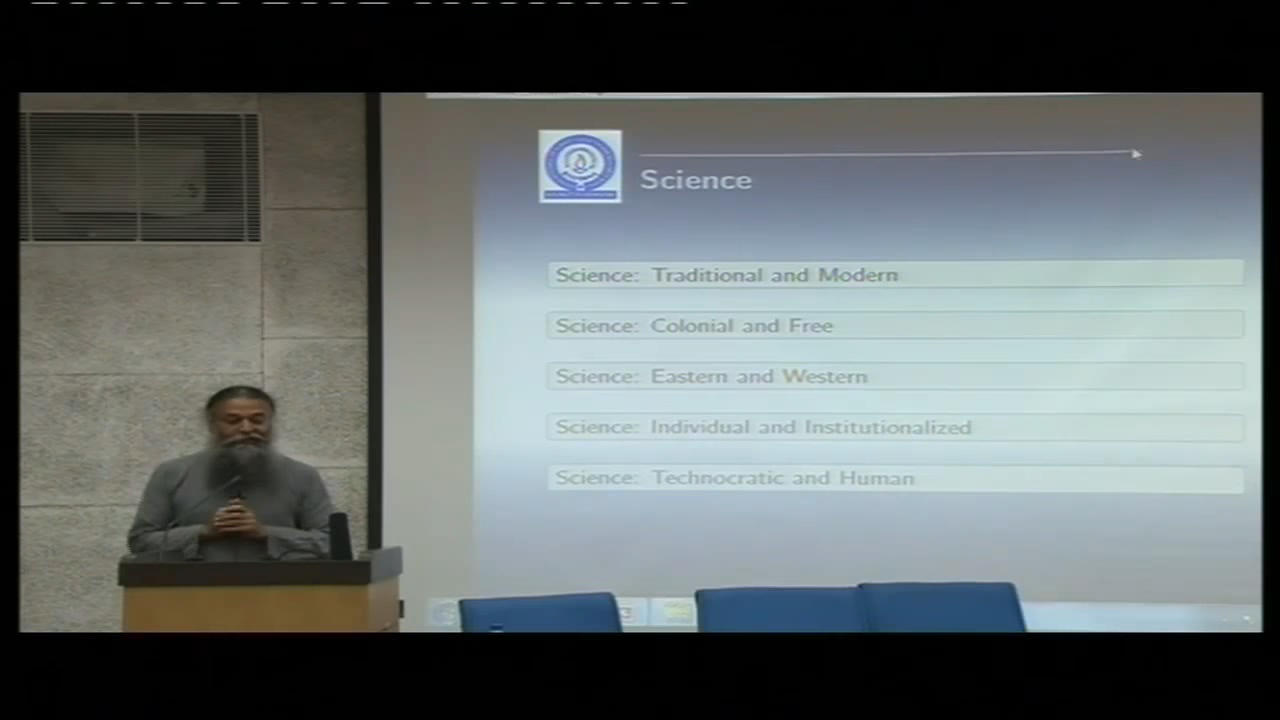 Science
Science: Traditional and Modern
Science: Colonial and Free
Science: Eastern and Western
Science: Individual and Institutionalized
Science: Technocratic and Human